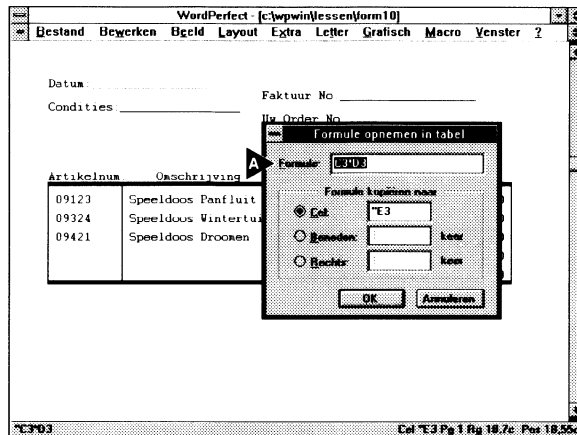 WordPerfect - [c:\wpwin\lessen\form10]
Bestand Bewerken Beeld Layout Extra Letter Grafisch Macro Venster ?
Datum:
Condities:
Faktuur No
Uw Order No
Formule opnemen in tabel
A
Formule: C3*D3
Artikelnum. Omschrijving
Formule kopiëren naar
09123 Speeldoos Panfluit
Cel: "E3
09324 Speeldoos Wintertui
Beneden: keer
09421 Speeldoos Droomen
Rechts: keer
OK Annuleren
"C3*D3 Cel "E3 Pg 1 Rg 18,7c Pos 18,55c